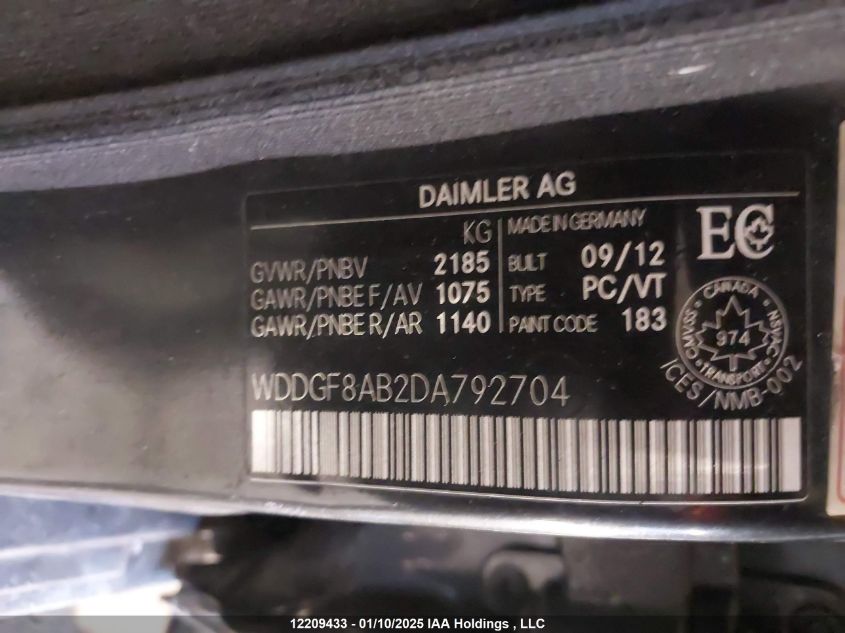 DAIMLER AG
KG
GVWR/PNBV 2185
GAWR/PNBE F/AV 1075
GAWR/PNBE R/AR 1140
MADE IN GERMANY
BUILT 09/12
TYPE PC/VT
PAINT CODE 183
EC
CANADA
CMVSS NSVAC
974
TRANSPORT
ICES/NMB-002
WDDGF8AB2DA792704
12209433 - 01/10/2025 IAA Holdings , LLC